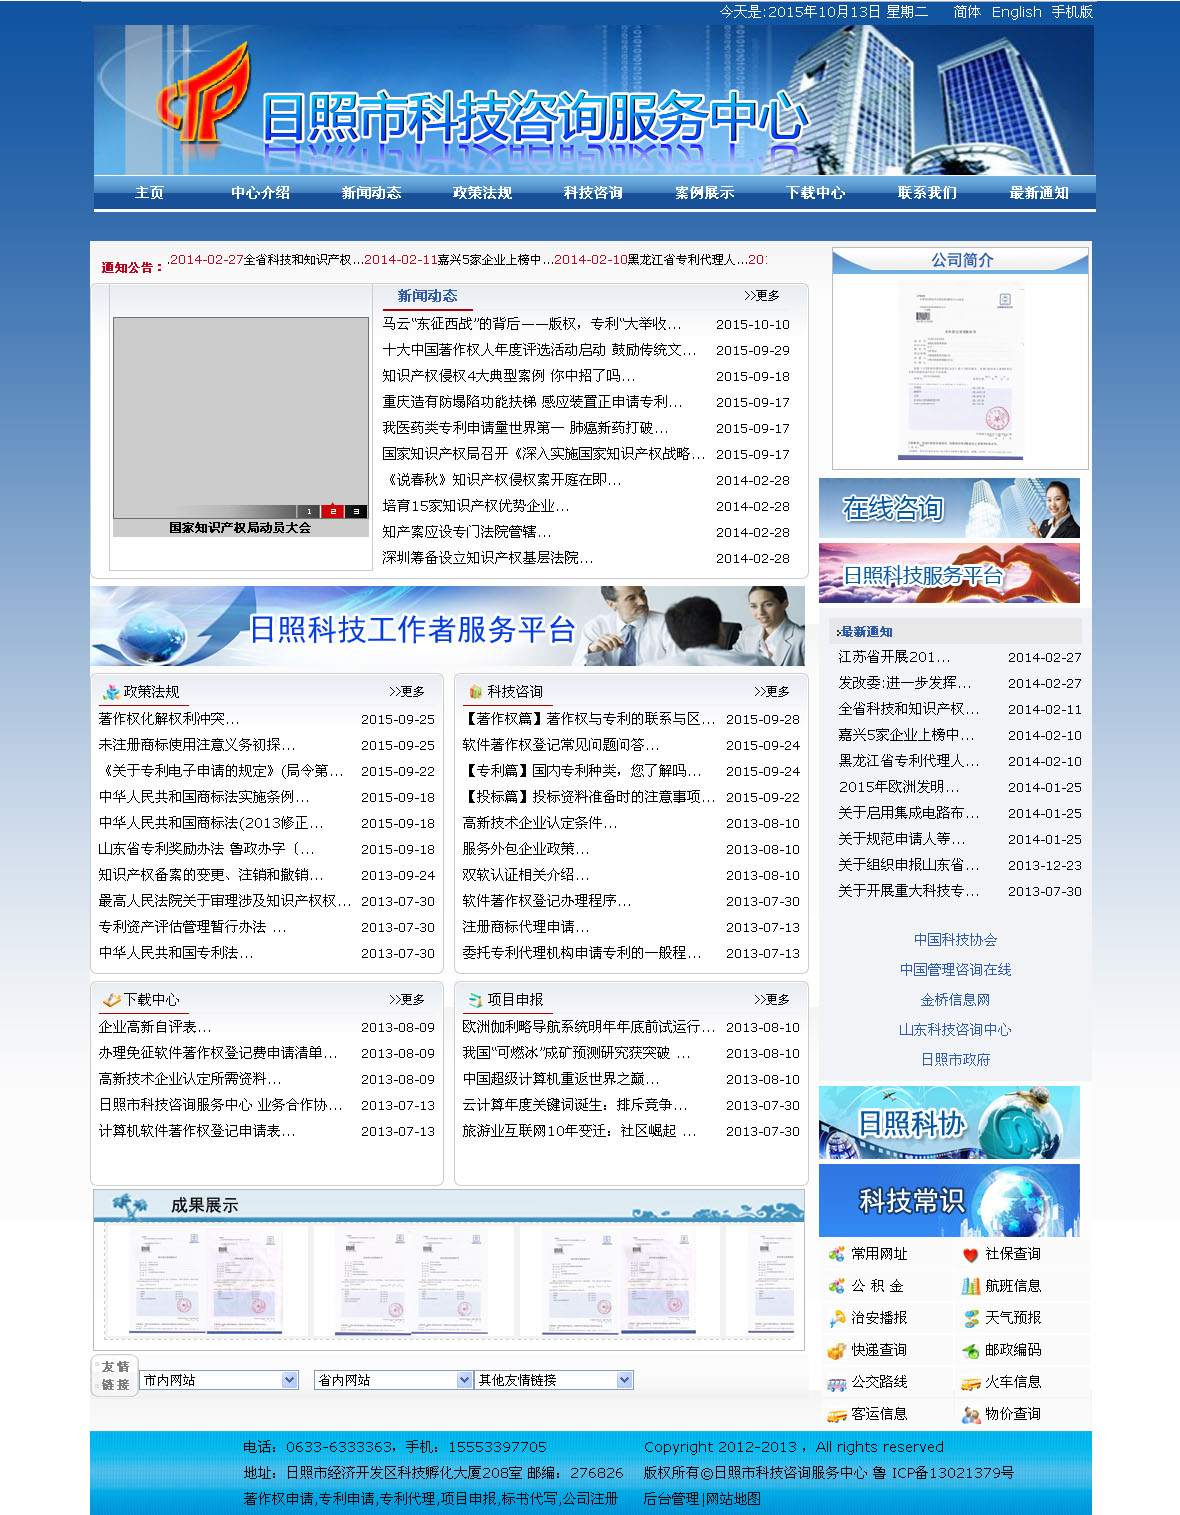 今天是:2015年10月13日 星期二 简体 English 手机版
日照市科技咨询服务中心
主页 中心介绍 新闻动态 政策法规 科技咨询 案例展示 下载中心 联系我们 最新通知
通知公告： .2014-02-27全省科技和知识产权...2014-02-11嘉兴5家企业上榜中...2014-02-10黑龙江省专利代理人...201
1 2 3
国家知识产权局动员大会
新闻动态 >>更多
马云“东征西战”的背后——版权，专利“大举收... 2015-10-10
十大中国著作权人年度评选活动启动 鼓励传统文... 2015-09-29
知识产权侵权4大典型案例 你中招了吗... 2015-09-18
重庆造有防塌陷功能扶梯 感应装置正申请专利... 2015-09-17
我医药类专利申请量世界第一 肺癌新药打破... 2015-09-17
国家知识产权局召开《深入实施国家知识产权战略... 2015-09-17
《说春秋》知识产权侵权案开庭在即... 2014-02-28
培育15家知识产权优势企业... 2014-02-28
知产案应设专门法院管辖... 2014-02-28
深圳筹备设立知识产权基层法院... 2014-02-28
公司简介
在线咨询
日照科技服务平台
日照科技工作者服务平台
最新通知
江苏省开展201... 2014-02-27
发改委:进一步发挥... 2014-02-27
全省科技和知识产权... 2014-02-11
嘉兴5家企业上榜中... 2014-02-10
黑龙江省专利代理人... 2014-02-10
2015年欧洲发明... 2014-01-25
关于启用集成电路布... 2014-01-25
关于规范申请人等... 2014-01-25
关于组织申报山东省... 2013-12-23
关于开展重大科技专... 2013-07-30
政策法规 >>更多
著作权化解权利冲突... 2015-09-25
未注册商标使用注意义务初探... 2015-09-25
《关于专利电子申请的规定》(局令第... 2015-09-22
中华人民共和国商标法实施条例... 2015-09-18
中华人民共和国商标法(2013修正... 2015-09-18
山东省专利奖励办法 鲁政办字〔... 2015-09-18
知识产权备案的变更、注销和撤销... 2013-09-24
最高人民法院关于审理涉及知识产权权... 2013-07-30
专利资产评估管理暂行办法 ... 2013-07-30
中华人民共和国专利法... 2013-07-30
科技咨询 >>更多
【著作权篇】著作权与专利的联系与区... 2015-09-28
软件著作权登记常见问题问答... 2015-09-24
【专利篇】国内专利种类，您了解吗... 2015-09-24
【投标篇】投标资料准备时的注意事项... 2015-09-22
高新技术企业认定条件... 2013-08-10
服务外包企业政策... 2013-08-10
双软认证相关介绍... 2013-08-10
软件著作权登记办理程序... 2013-07-30
注册商标代理申请... 2013-07-13
委托专利代理机构申请专利的一般程... 2013-07-13
中国科技协会
中国管理咨询在线
金桥信息网
山东科技咨询中心
日照市政府
下载中心 >>更多
企业高新自评表... 2013-08-09
办理免征软件著作权登记费申请清单... 2013-08-09
高新技术企业认定所需资料... 2013-08-09
日照市科技咨询服务中心 业务合作协... 2013-07-13
计算机软件著作权登记申请表... 2013-07-13
项目申报 >>更多
欧洲伽利略导航系统明年年底前试运行... 2013-08-10
我国“可燃冰”成矿预测研究获突破 ... 2013-08-10
中国超级计算机重返世界之巅... 2013-08-10
云计算年度关键词诞生：排斥竞争... 2013-07-30
旅游业互联网10年变迁：社区崛起 ... 2013-07-30
日照科协
科技常识
成果展示
常用网址 社保查询
公 积 金 航班信息
治安播报 天气预报
快递查询 邮政编码
公交路线 火车信息
客运信息 物价查询
友情链接 市内网站 省内网站 其他友情链接
电话：0633-6333363，手机：15553397705 Copyright 2012-2013 , All rights reserved
地址：日照市经济开发区科技孵化大厦208室 邮编：276826 版权所有©日照市科技咨询服务中心 鲁 ICP备13021379号
著作权申请,专利申请,专利代理,项目申报,标书代写,公司注册 后台管理|网站地图